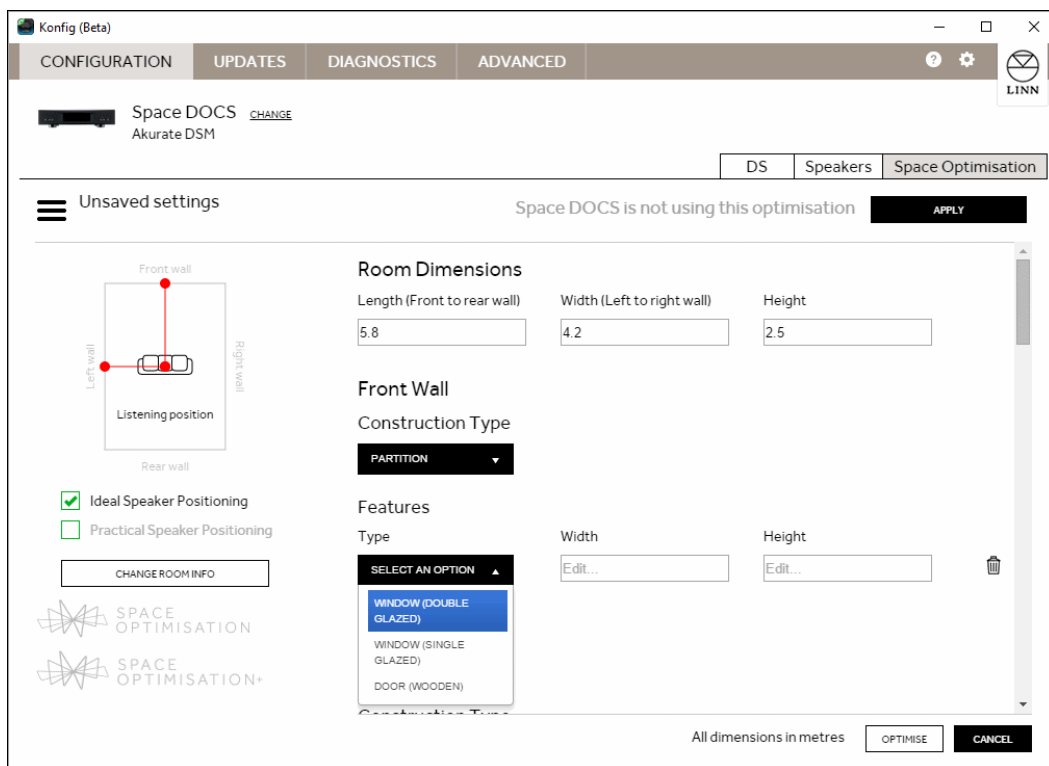 Konfig (Beta)
CONFIGURATION UPDATES DIAGNOSTICS ADVANCED ?
LINN
Space DOCS CHANGE
Akurate DSM
DS Speakers Space Optimisation
Unsaved settings
Space DOCS is not using this optimisation APPLY
Front wall
Left wall
Right wall
Listening position
Rear wall
Ideal Speaker Positioning
Practical Speaker Positioning
CHANGE ROOM INFO
SPACE
OPTIMISATION
SPACE
OPTIMISATION+
Room Dimensions
Length (Front to rear wall) Width (Left to right wall) Height
5.8 4.2 2.5
Front Wall
Construction Type
PARTITION
Features
Type Width Height
SELECT AN OPTION Edit... Edit...
WINDOW (DOUBLE
GLAZED)
WINDOW (SINGLE
GLAZED)
DOOR (WOODEN)
Construction Type
All dimensions in metres OPTIMISE CANCEL